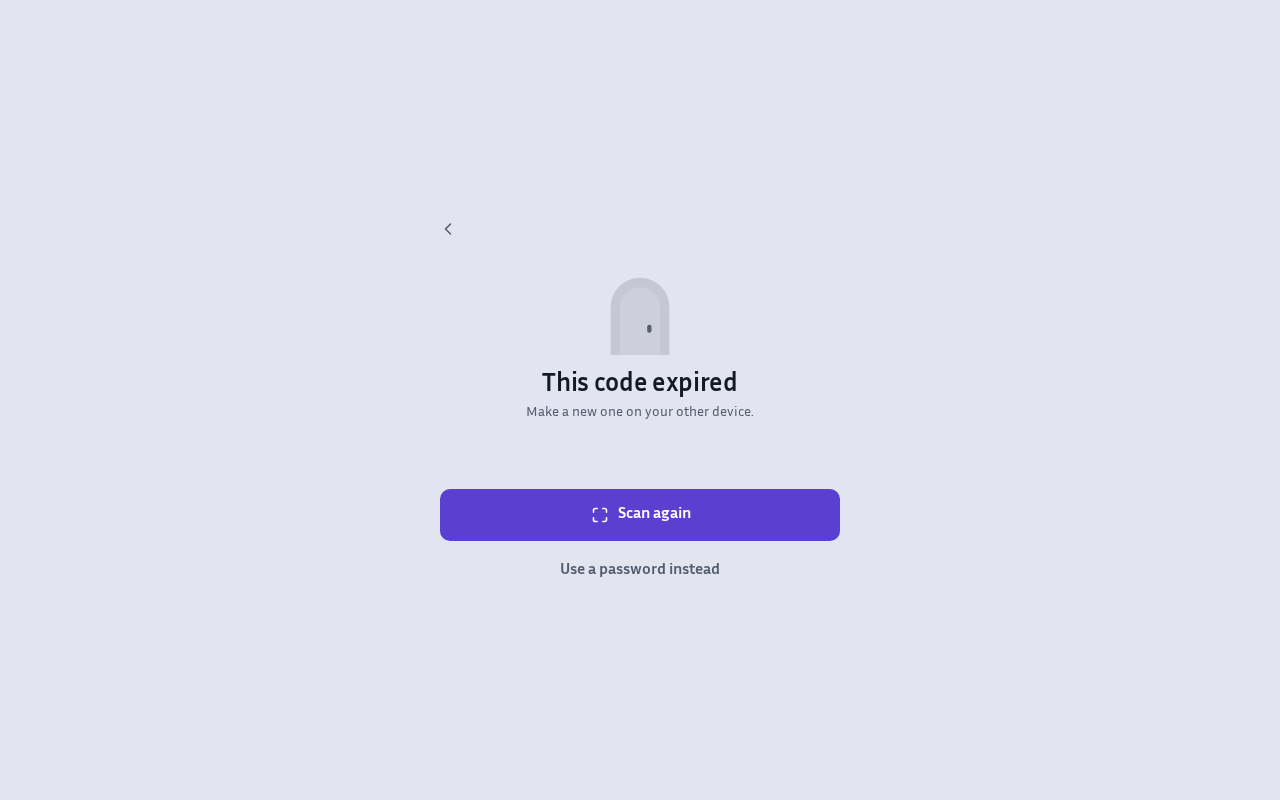 This code expired
Make a new one on your other device.
Scan again
Use a password instead